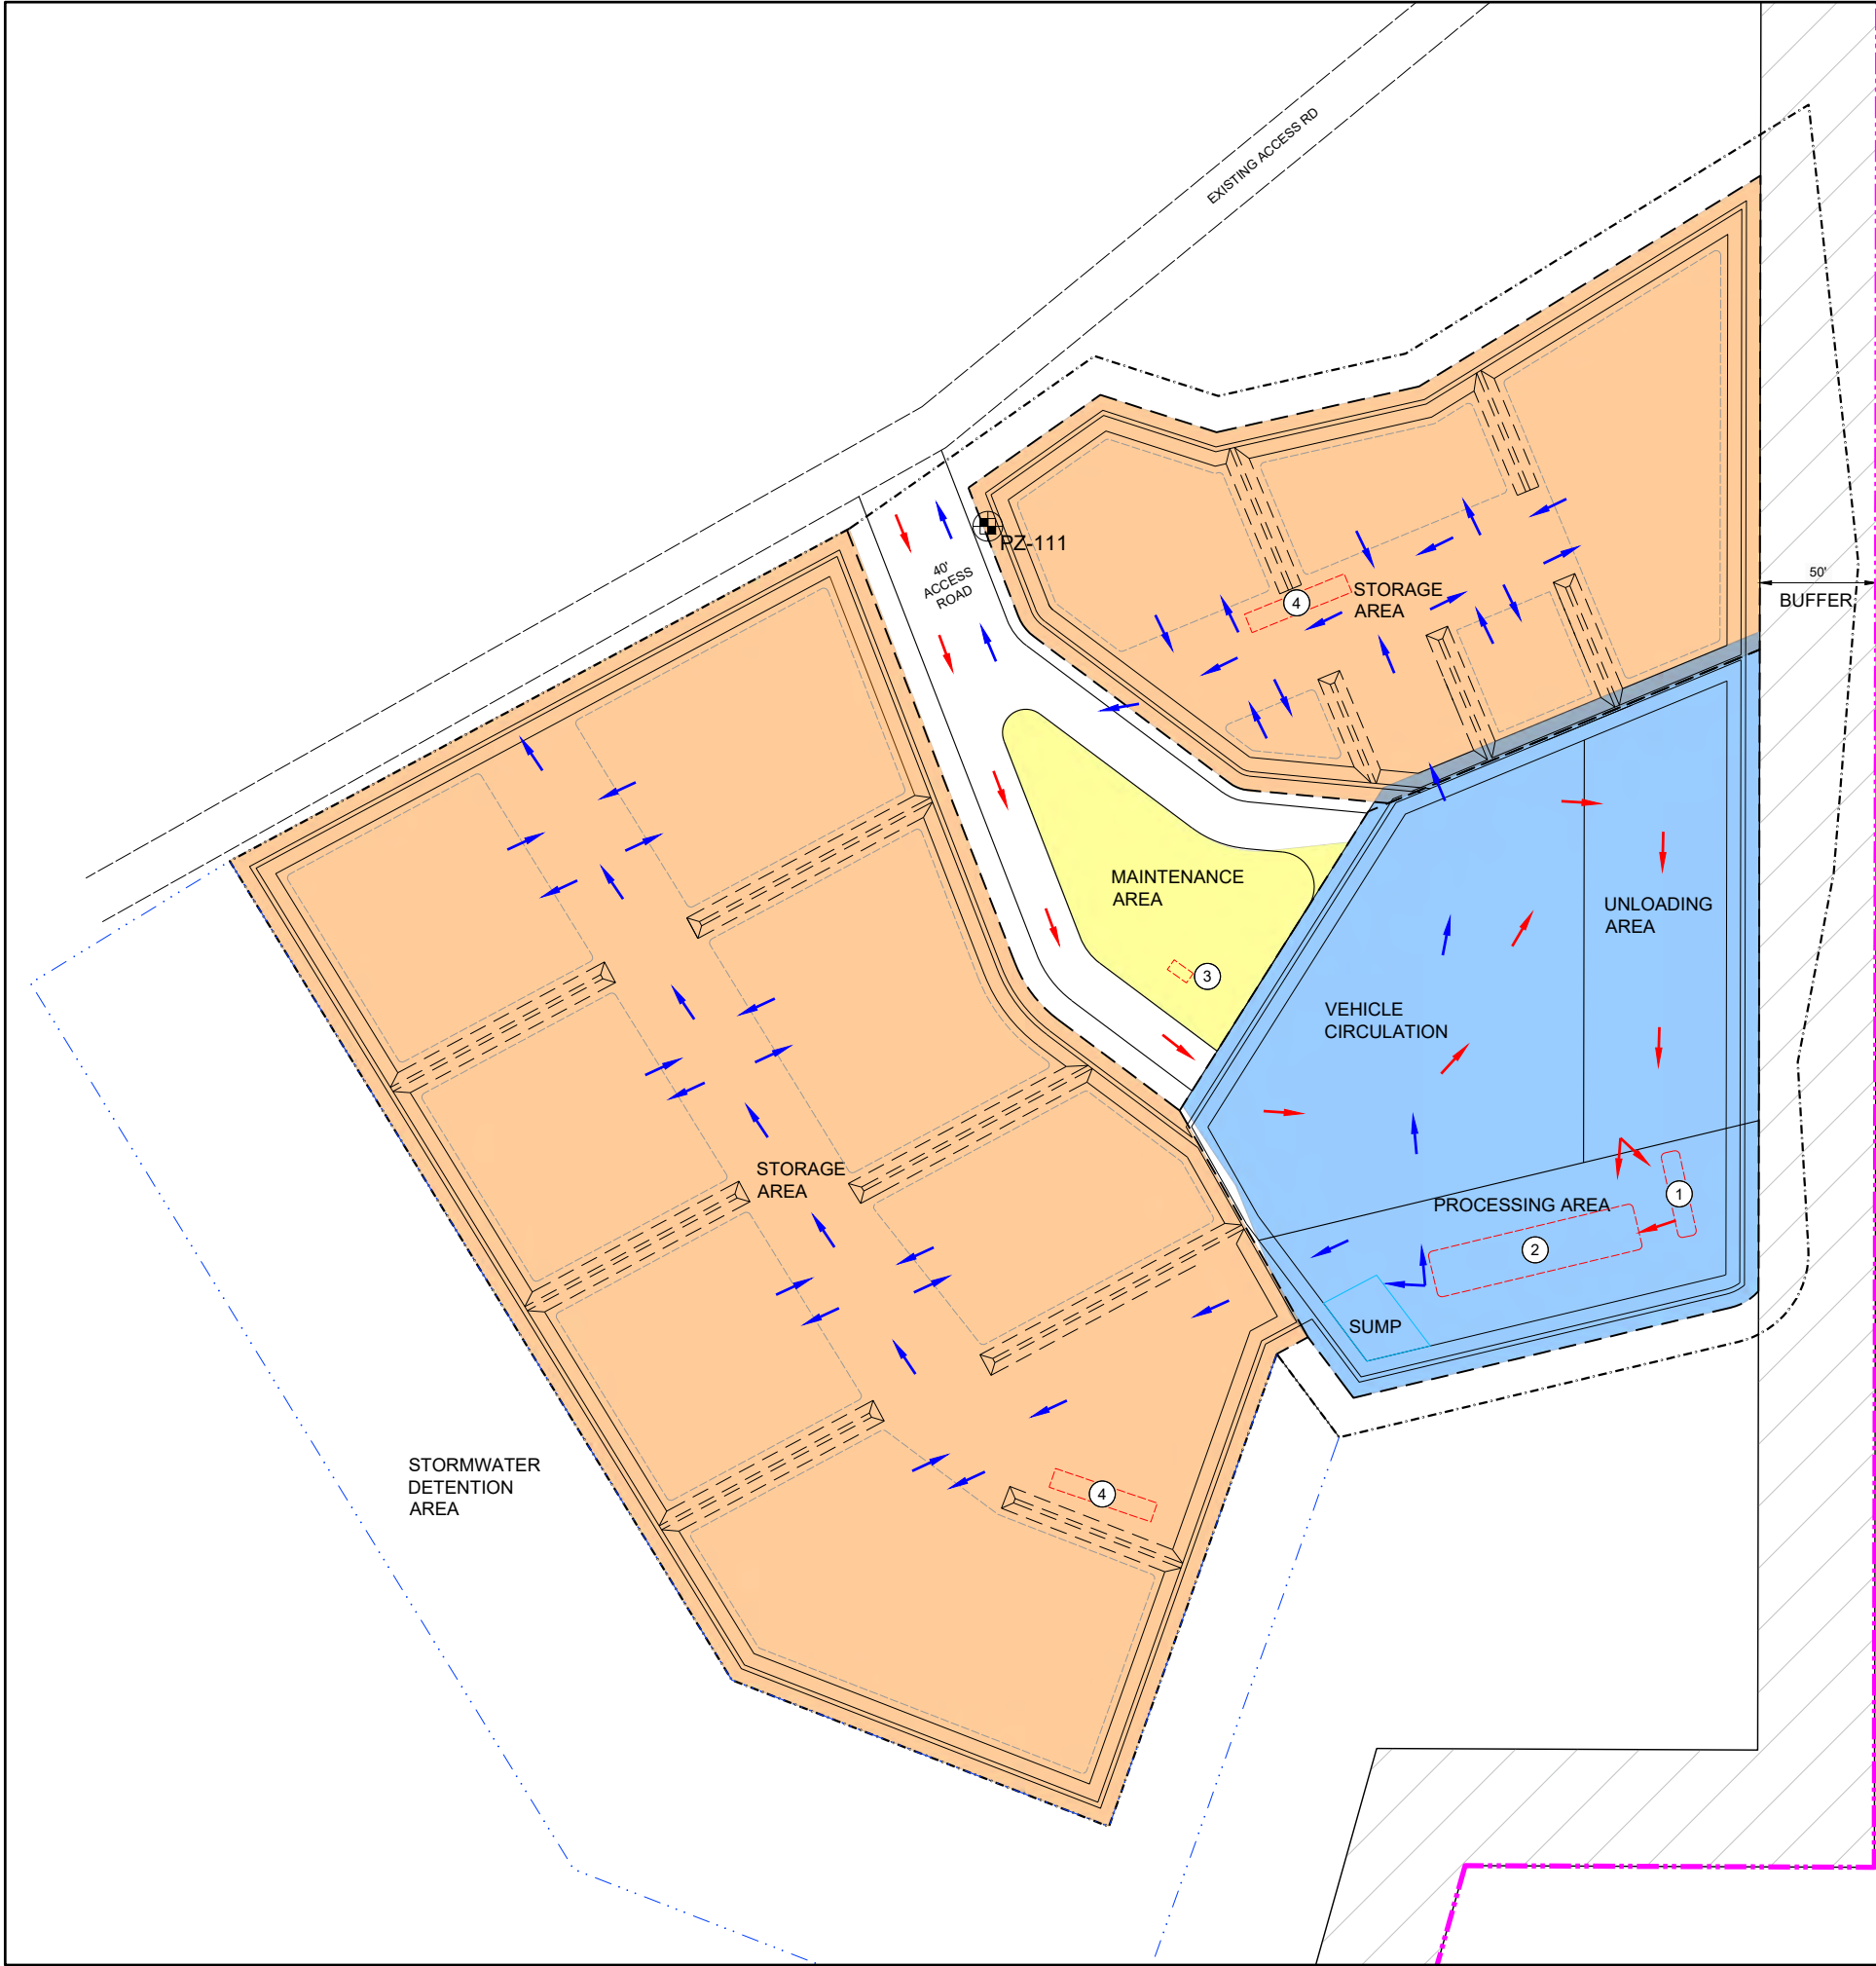 EXISTING ACCESS RD
PZ-111
40'
ACCESS
ROAD
50'
BUFFER
STORAGE
AREA
4
MAINTENANCE
AREA
UNLOADING
AREA
3
VEHICLE
CIRCULATION
STORAGE
AREA
PROCESSING AREA
1
2
SUMP
STORMWATER
DETENTION
AREA
4